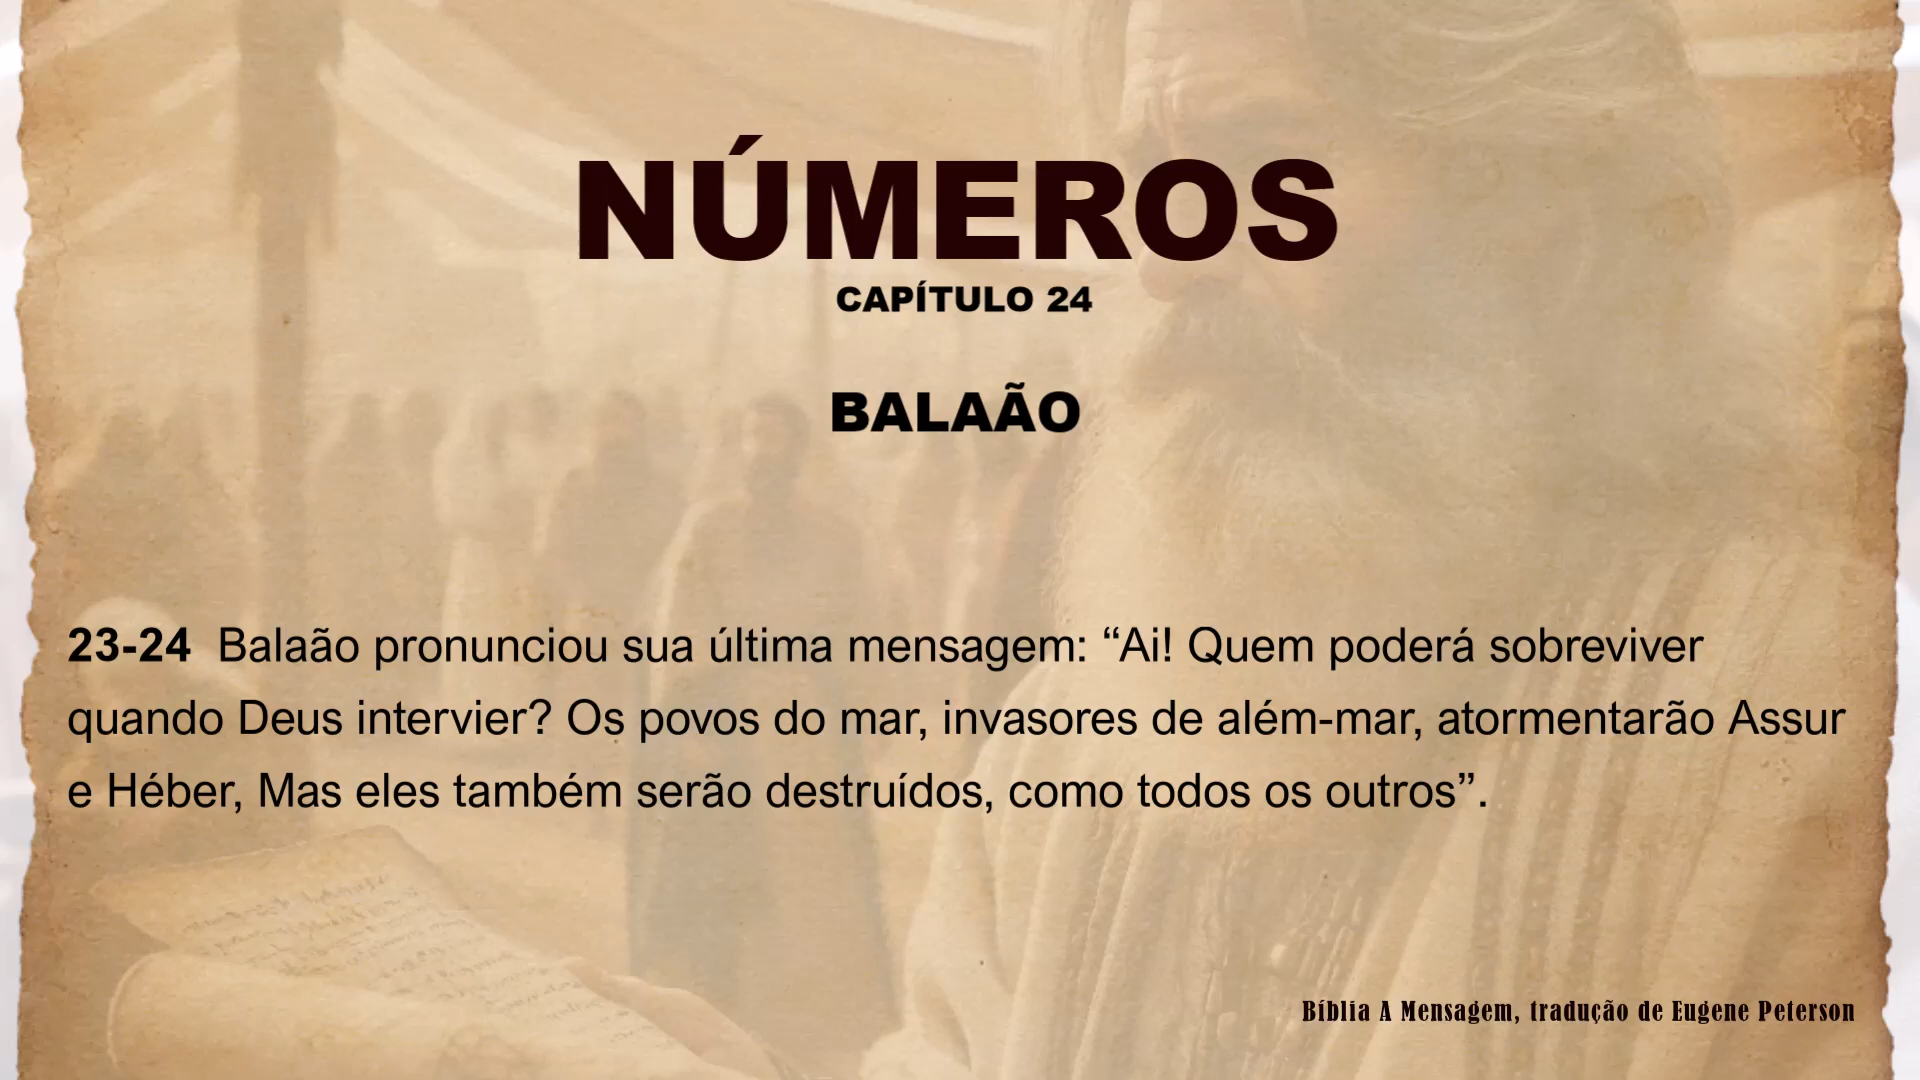 NÚMEROS
CAPÍTULO 24
BALAÃO
23-24 Balaão pronunciou sua última mensagem: “Ai! Quem poderá sobreviver
quando Deus intervier? Os povos do mar, invasores de além-mar, atormentarão Assur
e Héber, Mas eles também serão destruídos, como todos os outros”.
Bíblia A Mensagem, tradução de Eugene Peterson